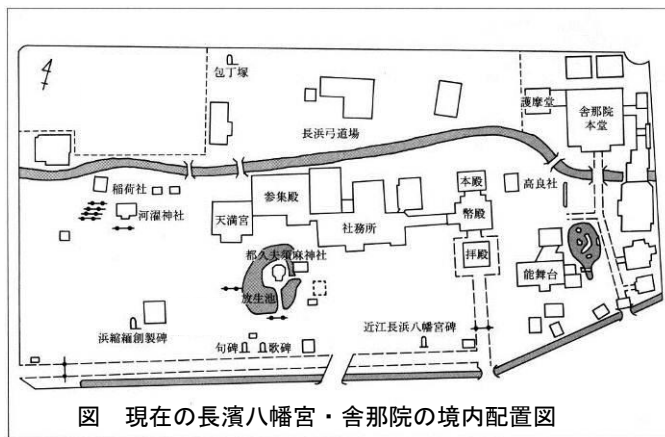 包丁塚
長浜弓道場
護摩堂
舎那院
本堂
稲荷社
河濯神社
天満宮
参集殿
社務所
本殿
幣殿
拝殿
高良社
都久夫須麻神社
放生池
能舞台
浜縮緬創製碑
句碑
歌碑
近江長浜八幡宮碑
図 現在の長濱八幡宮・舎那院の境内配置図